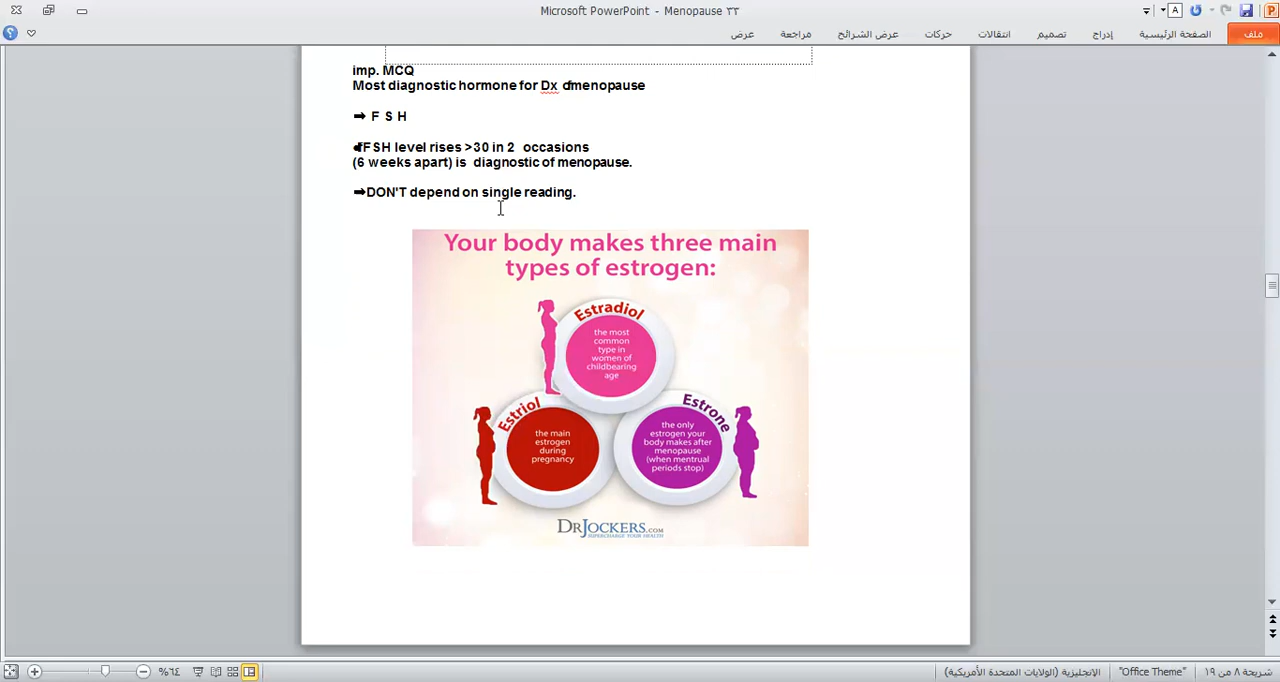 Microsoft PowerPoint - Menopause ٣٣
ملف
الصفحة الرئيسية
إدراج
تصميم
انتقالات
حركات
عرض الشرائح
مراجعة
عرض
imp. MCQ
Most diagnostic hormone for Dx of menopause
➡ F S H
FSH level rises >30 in 2 occasions
(6 weeks apart) is diagnostic of menopause.
➡DON'T depend on single reading.
Your body makes three main
types of estrogen:
Estradiol
the most
common
type in
women of
childbearing
age
Estriol
the main
estrogen
during
pregnancy
Estrone
the only
estrogen your
body makes after
menopause
(when mentrual
periods stop)
DRJOCKERS.COM
SUPERCHARGE YOUR HEALTH
شريحة ٨ من ١٩
"Office Theme"
الإنجليزية (الولايات المتحدة الأمريكية)
٦٤%